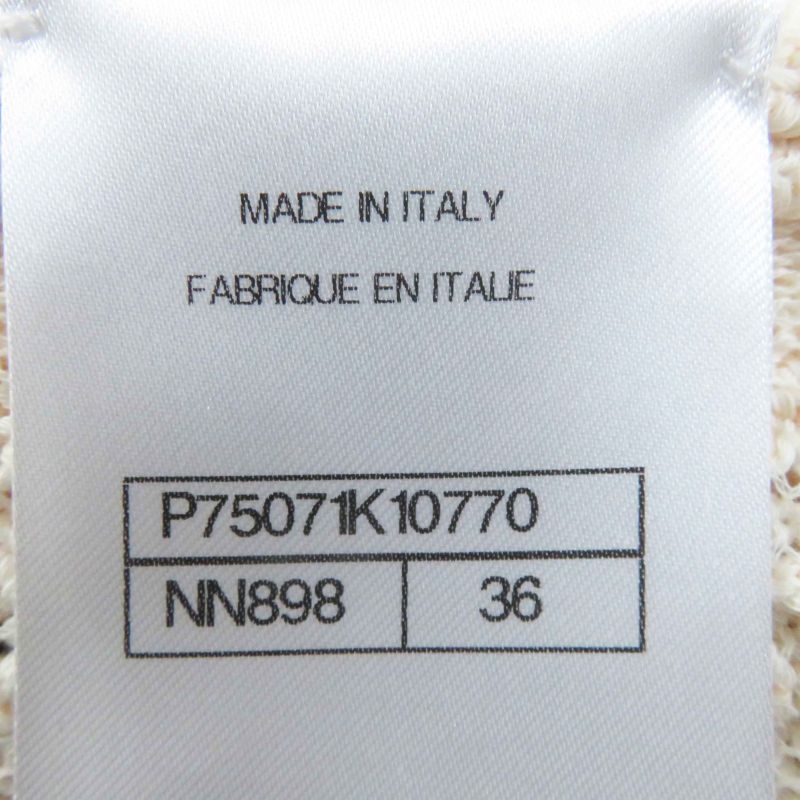 MADE IN ITALY
FABRIQUE EN ITALIE
P75071K10770
NN898 36